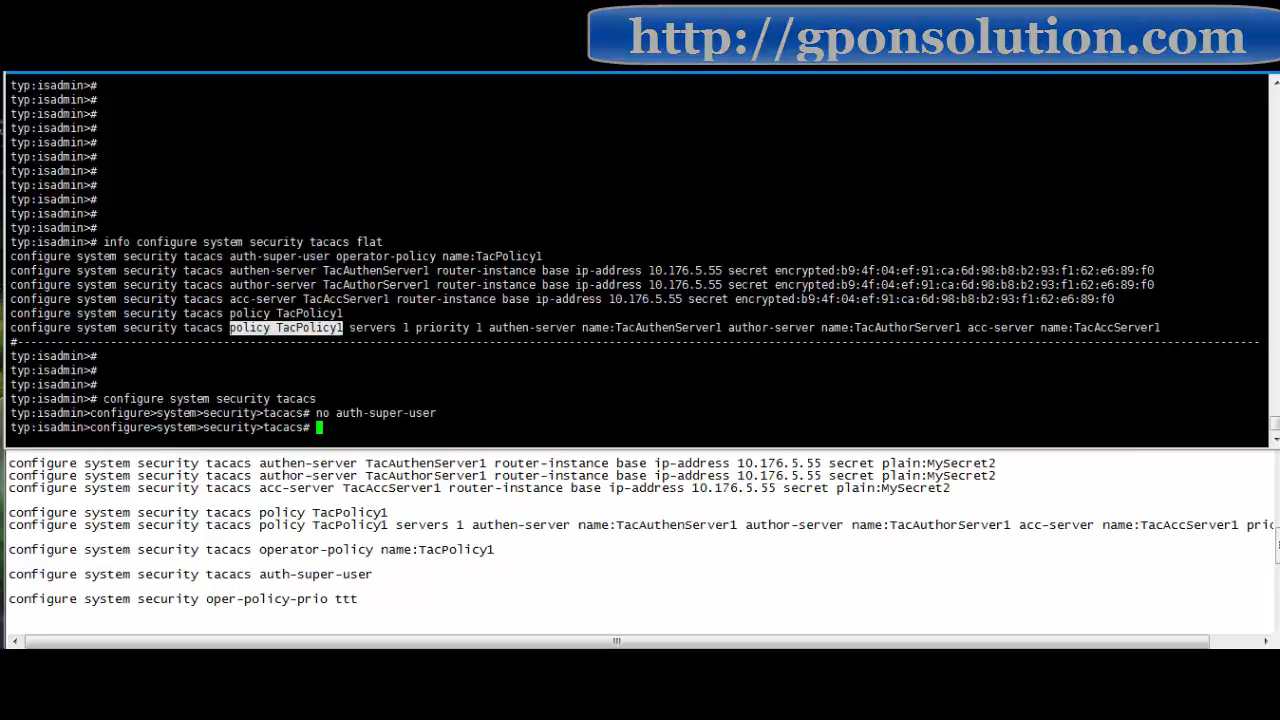 http://gponsolution.com
typ:isadmin>#
typ:isadmin>#
typ:isadmin>#
typ:isadmin>#
typ:isadmin>#
typ:isadmin>#
typ:isadmin>#
typ:isadmin>#
typ:isadmin>#
typ:isadmin>#
typ:isadmin>#
typ:isadmin># info configure system security tacacs flat
configure system security tacacs auth-super-user operator-policy name:TacPolicy1
configure system security tacacs authen-server TacAuthenServer1 router-instance base ip-address 10.176.5.55 secret encrypted:b9:4f:04:ef:91:ca:6d:98:b8:b2:93:f1:62:e6:89:f0
configure system security tacacs author-server TacAuthorServer1 router-instance base ip-address 10.176.5.55 secret encrypted:b9:4f:04:ef:91:ca:6d:98:b8:b2:93:f1:62:e6:89:f0
configure system security tacacs acc-server TacAccServer1 router-instance base ip-address 10.176.5.55 secret encrypted:b9:4f:04:ef:91:ca:6d:98:b8:b2:93:f1:62:e6:89:f0
configure system security tacacs policy TacPolicy1
configure system security tacacs policy TacPolicy1 servers 1 priority 1 authen-server name:TacAuthenServer1 author-server name:TacAuthorServer1 acc-server name:TacAccServer1
#----------------------------------------------------------------------------------------------------
typ:isadmin>#
typ:isadmin>#
typ:isadmin>#
typ:isadmin># configure system security tacacs
typ:isadmin>configure>system>security>tacacs# no auth-super-user
typ:isadmin>configure>system>security>tacacs#
configure system security tacacs authen-server TacAuthenServer1 router-instance base ip-address 10.176.5.55 secret plain:MySecret2
configure system security tacacs author-server TacAuthorServer1 router-instance base ip-address 10.176.5.55 secret plain:MySecret2
configure system security tacacs acc-server TacAccServer1 router-instance base ip-address 10.176.5.55 secret plain:MySecret2
configure system security tacacs policy TacPolicy1
configure system security tacacs policy TacPolicy1 servers 1 authen-server name:TacAuthenServer1 author-server name:TacAuthorServer1 acc-server name:TacAccServer1
configure system security tacacs operator-policy name:TacPolicy1
configure system security tacacs auth-super-user
configure system security oper-policy-prio ttt